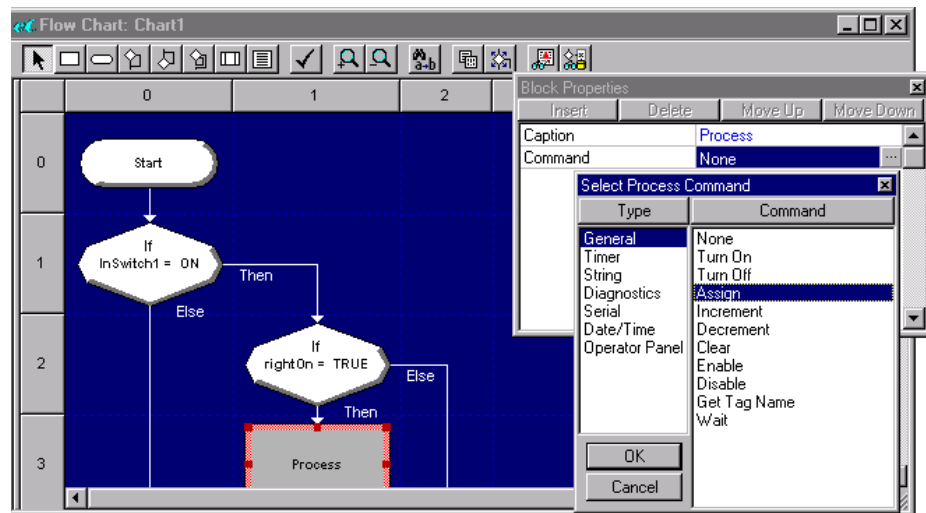 Flow Chart: Chart1
a→b
Block Properties
Insert Delete Move Up Move Down
Caption Process
Command None ...
Select Process Command
Type Command
General
Timer
String
Diagnostics
Serial
Date/Time
Operator Panel
None
Turn On
Turn Off
Assign
Increment
Decrement
Clear
Enable
Disable
Get Tag Name
Wait
OK
Cancel
0 1 2
0
Start
1
If
InSwitch1 = ON
Then
Else
2
If
rightOn = TRUE
Else
Then
3
Process